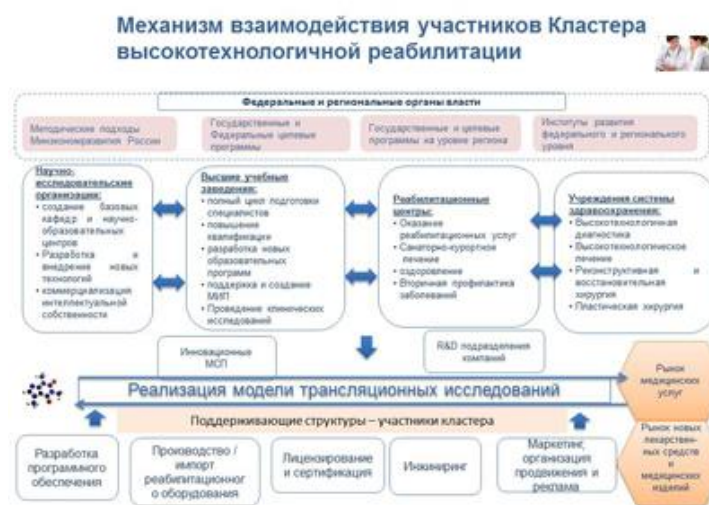 Механизм взаимодействия участников Кластера
высокотехнологичной реабилитации
Федеральные и региональные органы власти
Методические подходы
Минэкономразвития России
Государственные и
Федеральные целевые
программы
Государственные и целевые
программы на уровне региона
Институты развития
федерального и регионального
уровня
Научно-
исследовательские
организации:
• создание базовых
кафедр и научно-
образовательных
центров
• Разработка и
внедрение новых
технологий
• коммерциализация
интеллектуальной
собственности
Высшие учебные
заведения:
• полный цикл подготовки
специалистов
• повышение
квалификации
• разработка новых
образовательных
программ
• поддержка и создание
МИП
• Проведение клинических
исследований
Реабилитационные
центры:
• Оказание
реабилитационных услуг
• Санаторно-курортное
лечение
• оздоровление
• Вторичная профилактика
заболеваний
Учреждения системы
здравоохранения:
• Высокотехнологичная
диагностика
• Высокотехнологическое
лечение
• Реконструктивная и
восстановительная
хирургия
• Пластическая хирургия
Инновационные
МСП
R&D подразделения
компаний
Реализация модели трансляционных исследований
Рынок
медицинских
услуг
Поддерживающие структуры – участники кластера
Разработка
программного
обеспечения
Производство /
импорт
реабилитационног
о оборудования
Лицензирование
и сертификация
Инжиниринг
Маркетинг,
организация
продвижения и
реклама
Рынок новых
лекарствен-
ных средств
и
медицинских
изделий